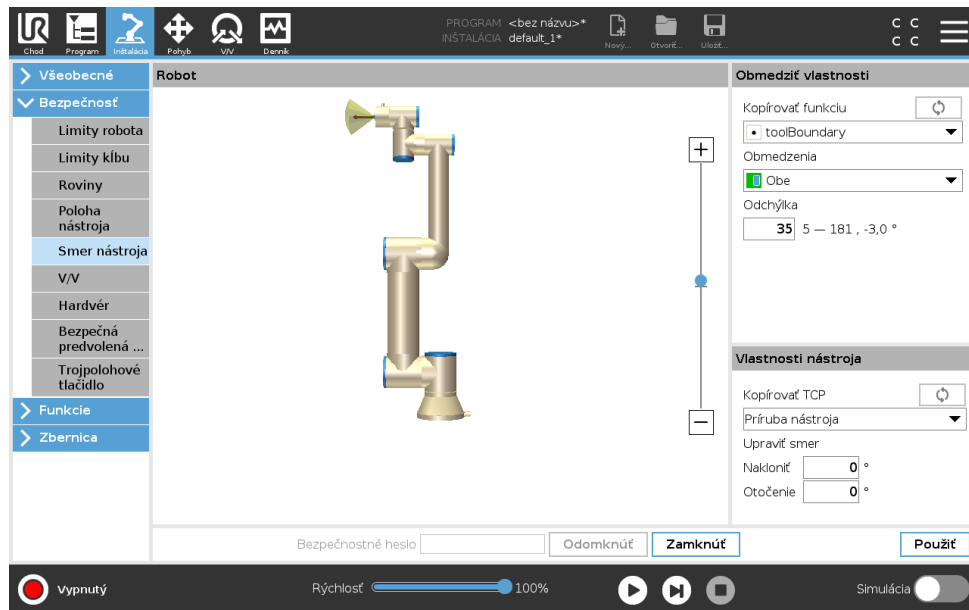 UR
PROGRAM <bez názvu>*
INŠTALÁCIA default_1*
Chod
Program
Inštalácia
Pohyb
V/V
Denník
Nový...
Otvoriť...
Uložiť...
C C
C C
Všeobecné
Bezpečnosť
Limity robota
Limity kĺbu
Roviny
Poloha
nástroja
Smer nástroja
V/V
Hardvér
Bezpečná
predvolená ...
Trojpolohové
tlačidlo
Funkcie
Zbernica
Robot
Obmedziť vlastnosti
Kopírovať funkciu
toolBoundary
Obmedzenia
Obe
Odchýlka
35 5 — 181 , -3,0 °
Vlastnosti nástroja
Kopírovať TCP
Príruba nástroja
Upraviť smer
Nakloniť 0 °
Otočenie 0 °
Bezpečnostné heslo
Odomknúť
Zamknúť
Použiť
Vypnutý
Rýchlosť
100%
Simulácia